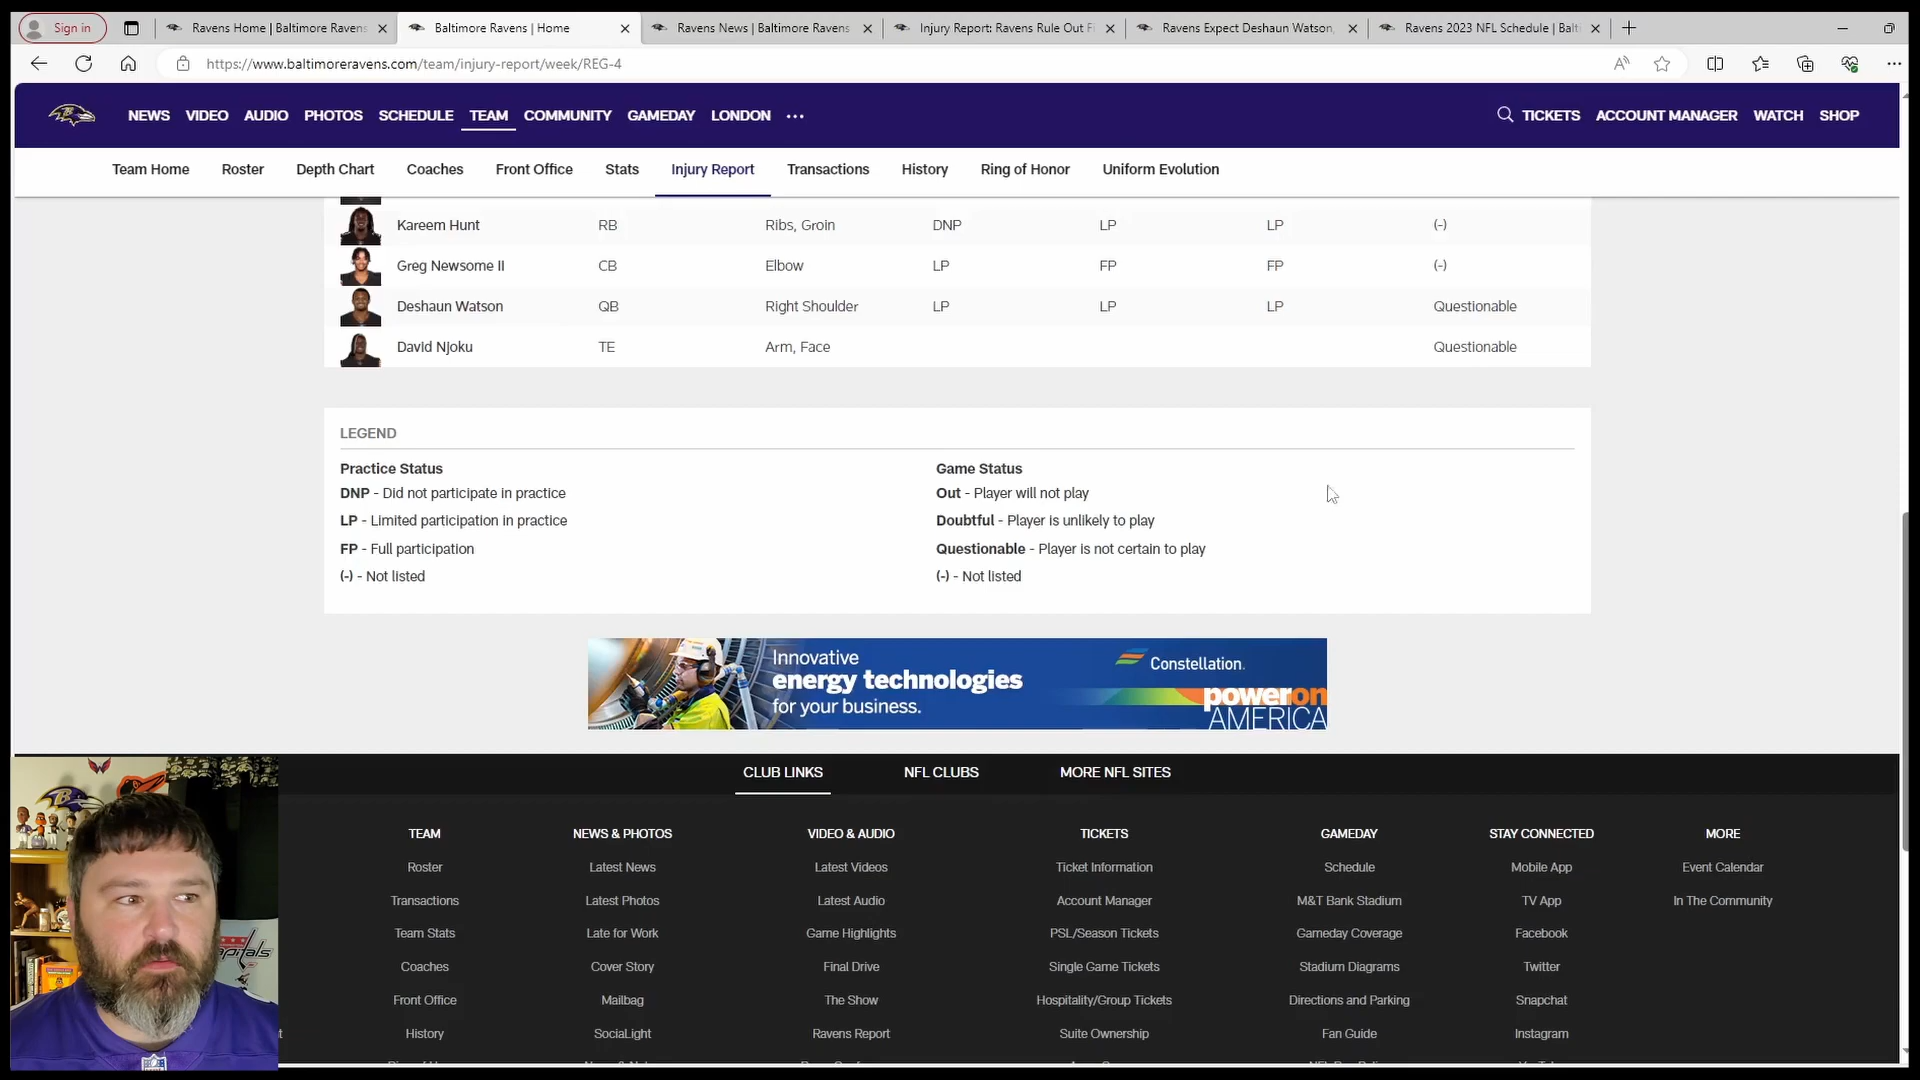 Sign in
Ravens Home | Baltimore Ravens
Baltimore Ravens | Home
Ravens News | Baltimore Ravens
Injury Report: Ravens Rule Out Fi
Ravens Expect Deshaun Watson,
Ravens 2023 NFL Schedule | Balti
https://www.baltimoreravens.com/team/injury-report/week/REG-4
NEWS VIDEO AUDIO PHOTOS SCHEDULE TEAM COMMUNITY GAMEDAY LONDON
TICKETS ACCOUNT MANAGER WATCH SHOP
Team Home Roster Depth Chart Coaches Front Office Stats Injury Report Transactions History Ring of Honor Uniform Evolution
Kareem Hunt RB Ribs, Groin DNP LP LP (-)
Greg Newsome II CB Elbow LP FP FP (-)
Deshaun Watson QB Right Shoulder LP LP LP Questionable
David Njoku TE Arm, Face Questionable
LEGEND
Practice Status
DNP - Did not participate in practice
LP - Limited participation in practice
FP - Full participation
(-) - Not listed
Game Status
Out - Player will not play
Doubtful - Player is unlikely to play
Questionable - Player is not certain to play
(-) - Not listed
Innovative
energy technologies
for your business.
Constellation.
poweron
AMERICA
CLUB LINKS NFL CLUBS MORE NFL SITES
TEAM NEWS & PHOTOS VIDEO & AUDIO TICKETS GAMEDAY STAY CONNECTED MORE
Roster Latest News Latest Videos Ticket Information Schedule Mobile App Event Calendar
Transactions Latest Photos Latest Audio Account Manager M&T Bank Stadium TV App In The Community
Team Stats Late for Work Game Highlights PSL/Season Tickets Gameday Coverage Facebook
Coaches Cover Story Final Drive Single Game Tickets Stadium Diagrams Twitter
Front Office Mailbag The Show Hospitality/Group Tickets Directions and Parking Snapchat
History SociaLight Ravens Report Suite Ownership Fan Guide Instagram